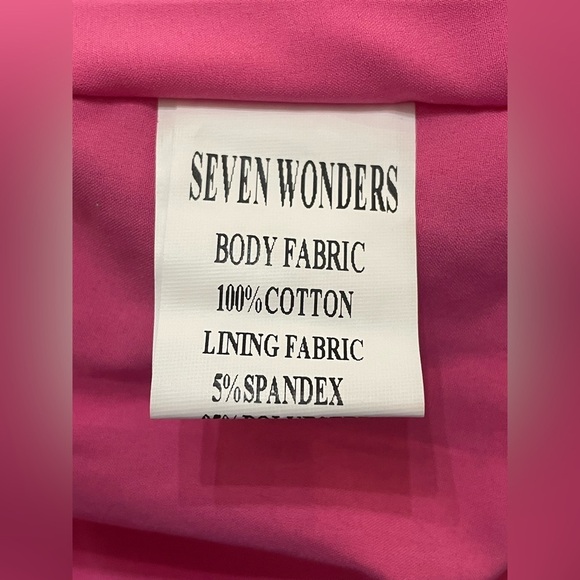 SEVEN WONDERS
BODY FABRIC
100%COTTON
LINING FABRIC
5%SPANDEX